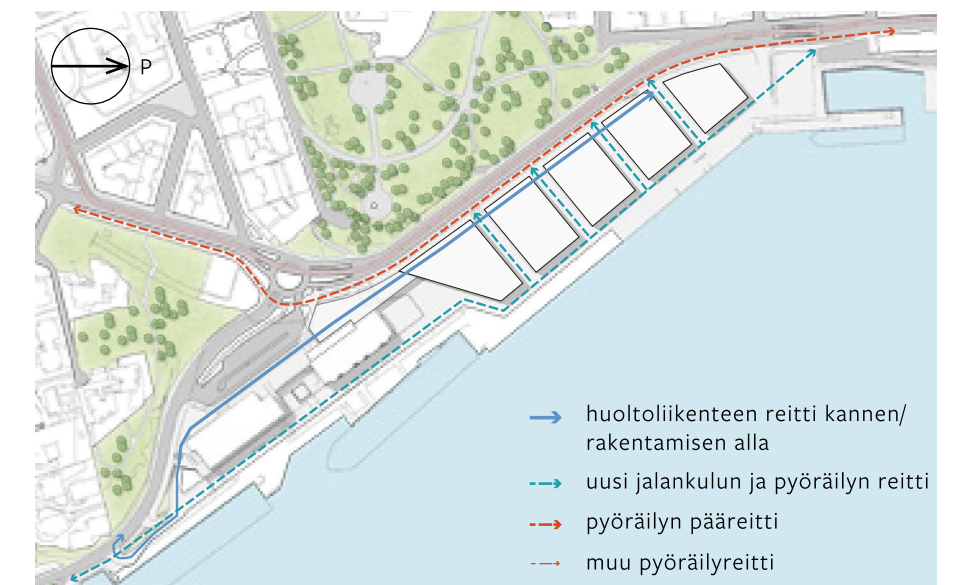 P
huoltoliikenteen reitti kannen/
rakentamisen alla
uusi jalankulun ja pyöräilyn reitti
pyöräilyn pääreitti
muu pyöräilyreitti